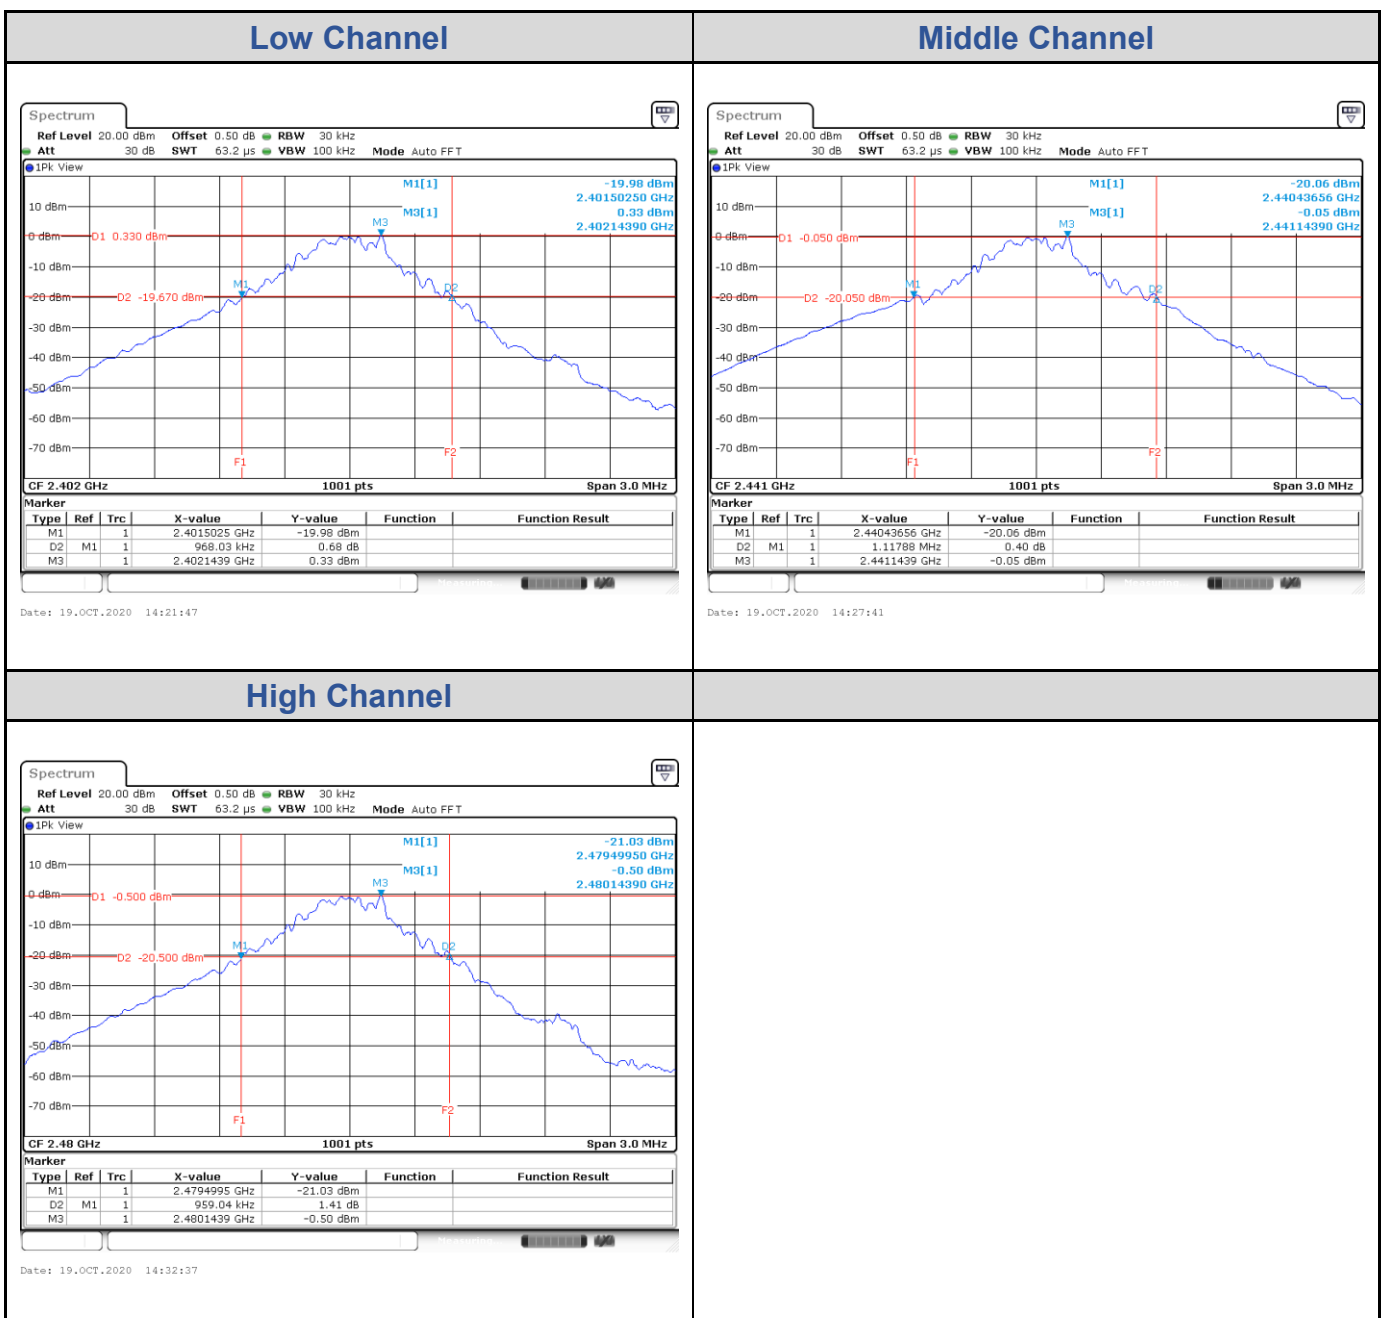 Low Channel
Middle Channel
Spectrum
Ref Level 20.00 dBm Offset 0.50 dB RBW 30 kHz
Att 30 dB SWT 63.2 µs VBW 100 kHz Mode Auto FFT
1Pk View
M1[1] -19.98 dBm
2.40150250 GHz
M3[1] 0.33 dBm
2.40214390 GHz
10 dBm
M3
0 dBm
D1 0.330 dBm
-10 dBm
M1
D2
-20 dBm
D2 -19.670 dBm
-30 dBm
-40 dBm
-50 dBm
-60 dBm
-70 dBm
F1
F2
CF 2.402 GHz 1001 pts Span 3.0 MHz
Marker
Type Ref Trc X-value Y-value Function Function Result
M1 1 2.4015025 GHz -19.98 dBm
D2 M1 1 968.03 kHz 0.68 dB
M3 1 2.4021439 GHz 0.33 dBm
Measuring
Date: 19.OCT.2020 14:21:47
Spectrum
Ref Level 20.00 dBm Offset 0.50 dB RBW 30 kHz
Att 30 dB SWT 63.2 µs VBW 100 kHz Mode Auto FFT
1Pk View
M1[1] -20.06 dBm
2.44043656 GHz
M3[1] -0.05 dBm
2.44114390 GHz
10 dBm
M3
0 dBm
D1 -0.050 dBm
-10 dBm
M1
D2
-20 dBm
D2 -20.050 dBm
-30 dBm
-40 dBm
-50 dBm
-60 dBm
-70 dBm
F1
F2
CF 2.441 GHz 1001 pts Span 3.0 MHz
Marker
Type Ref Trc X-value Y-value Function Function Result
M1 1 2.44043656 GHz -20.06 dBm
D2 M1 1 1.11788 MHz 0.40 dB
M3 1 2.4411439 GHz -0.05 dBm
Measuring
Date: 19.OCT.2020 14:27:41
High Channel
Spectrum
Ref Level 20.00 dBm Offset 0.50 dB RBW 30 kHz
Att 30 dB SWT 63.2 µs VBW 100 kHz Mode Auto FFT
1Pk View
M1[1] -21.03 dBm
2.47949950 GHz
M3[1] -0.50 dBm
2.48014390 GHz
10 dBm
M3
0 dBm
D1 -0.500 dBm
-10 dBm
M1
D2
-20 dBm
D2 -20.500 dBm
-30 dBm
-40 dBm
-50 dBm
-60 dBm
-70 dBm
F1
F2
CF 2.48 GHz 1001 pts Span 3.0 MHz
Marker
Type Ref Trc X-value Y-value Function Function Result
M1 1 2.4794995 GHz -21.03 dBm
D2 M1 1 959.04 kHz 1.41 dB
M3 1 2.4801439 GHz -0.50 dBm
Measuring
Date: 19.OCT.2020 14:32:37